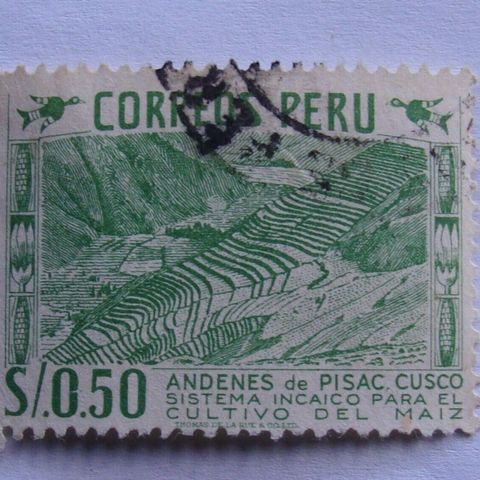 CORREOS PERU
S/.0.50
ANDENES de PISAC, CUSCO
SISTEMA INCAICO PARA EL
CULTIVO DEL MAIZ
THOMAS DE LA RUE & CO. LTD.